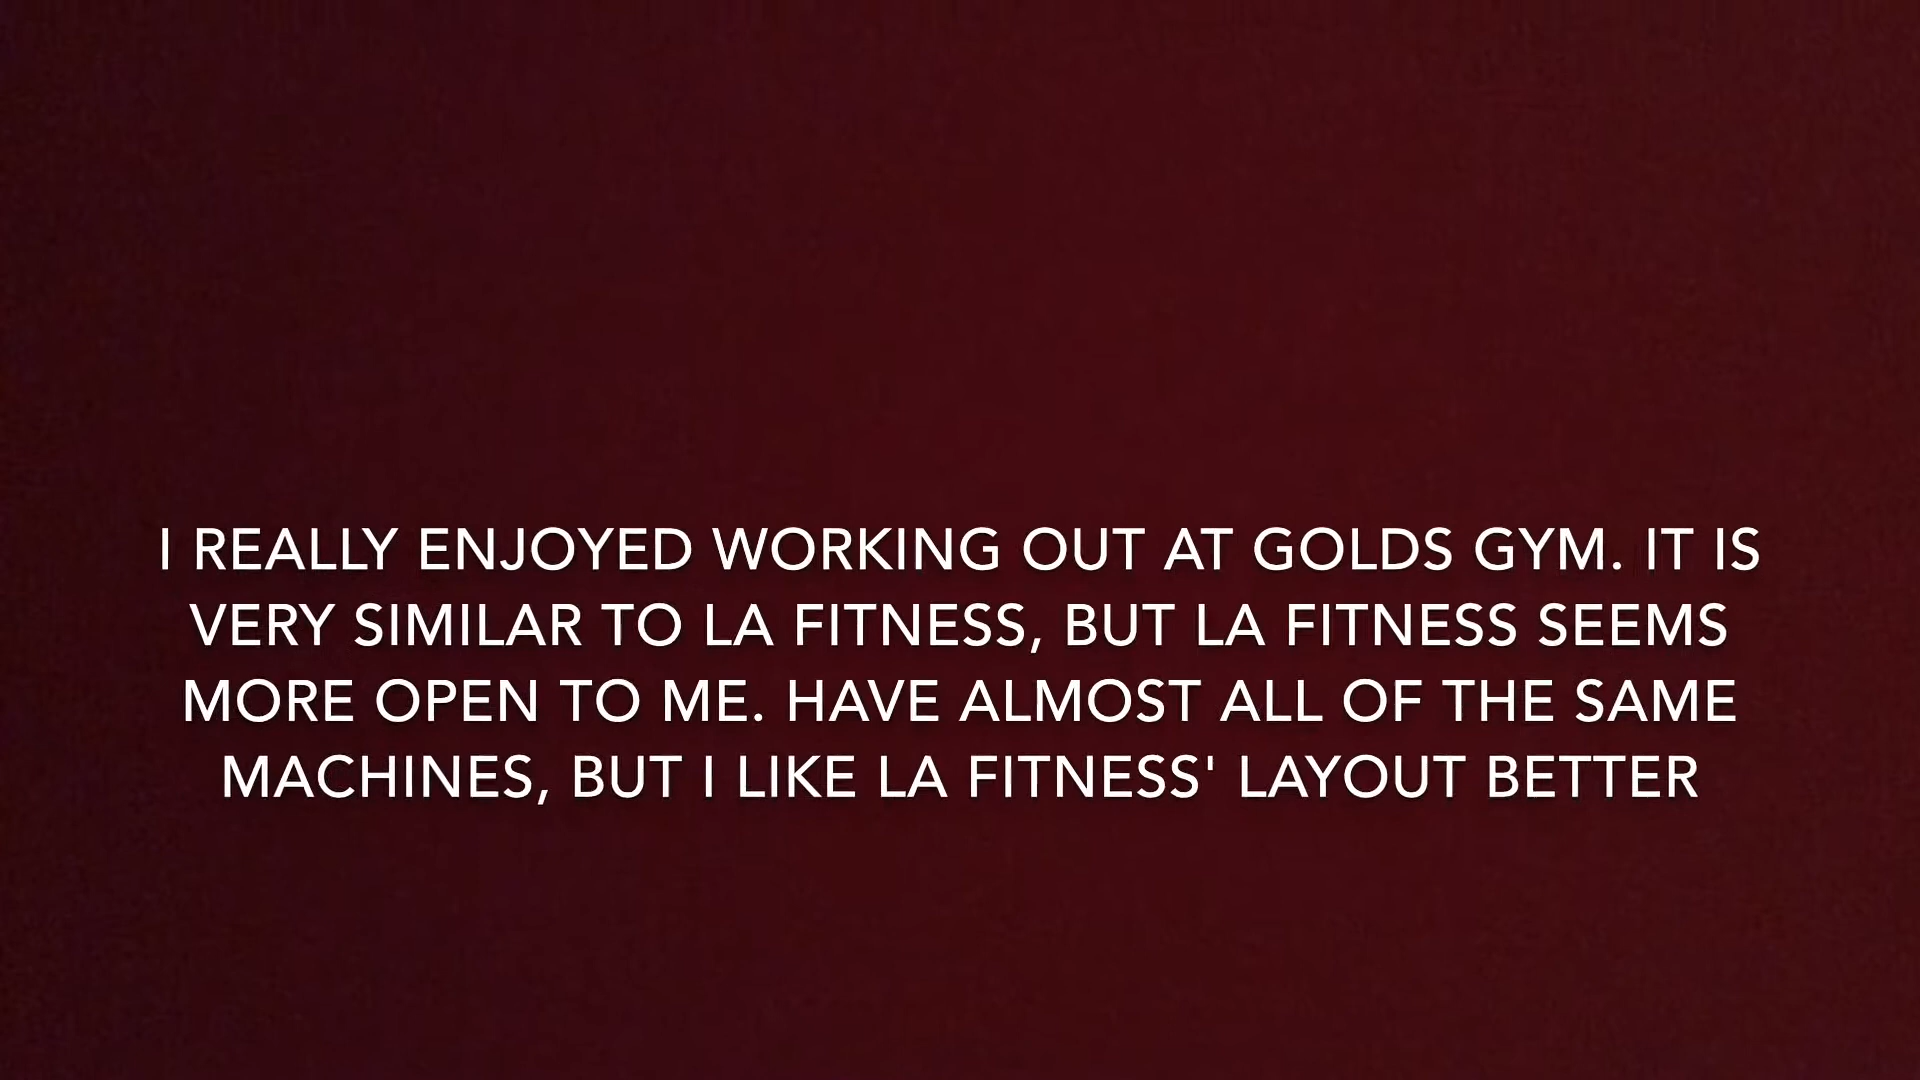 I REALLY ENJOYED WORKING OUT AT GOLDS GYM. IT IS
VERY SIMILAR TO LA FITNESS, BUT LA FITNESS SEEMS
MORE OPEN TO ME. HAVE ALMOST ALL OF THE SAME
MACHINES, BUT I LIKE LA FITNESS' LAYOUT BETTER